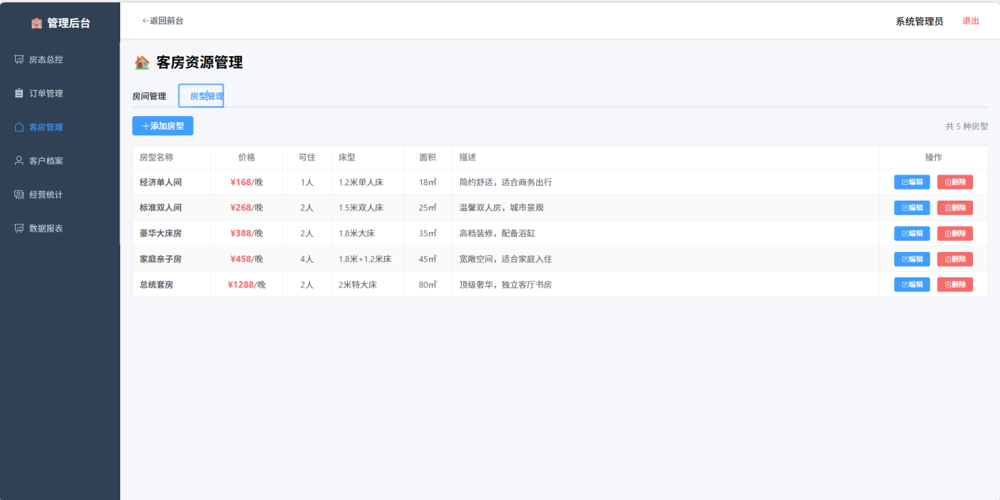 管理后台
←返回前台
系统管理员 退出
房态总控
订单管理
客房管理
客户档案
经营统计
数据报表
客房资源管理
房间管理 房型管理
+添加房型 共 5 种房型
房型名称 价格 可住 床型 面积 描述 操作
经济单人间 ¥168/晚 1人 1.2米单人床 18㎡ 简约舒适，适合商务出行 编辑 删除
标准双人间 ¥268/晚 2人 1.5米双人床 25㎡ 温馨双人房，城市景观 编辑 删除
豪华大床房 ¥388/晚 2人 1.8米大床 35㎡ 高档装修，配备浴缸 编辑 删除
家庭亲子房 ¥458/晚 4人 1.8米+1.2米床 45㎡ 宽敞空间，适合家庭入住 编辑 删除
总统套房 ¥1288/晚 2人 2米特大床 80㎡ 顶级奢华，独立客厅书房 编辑 删除